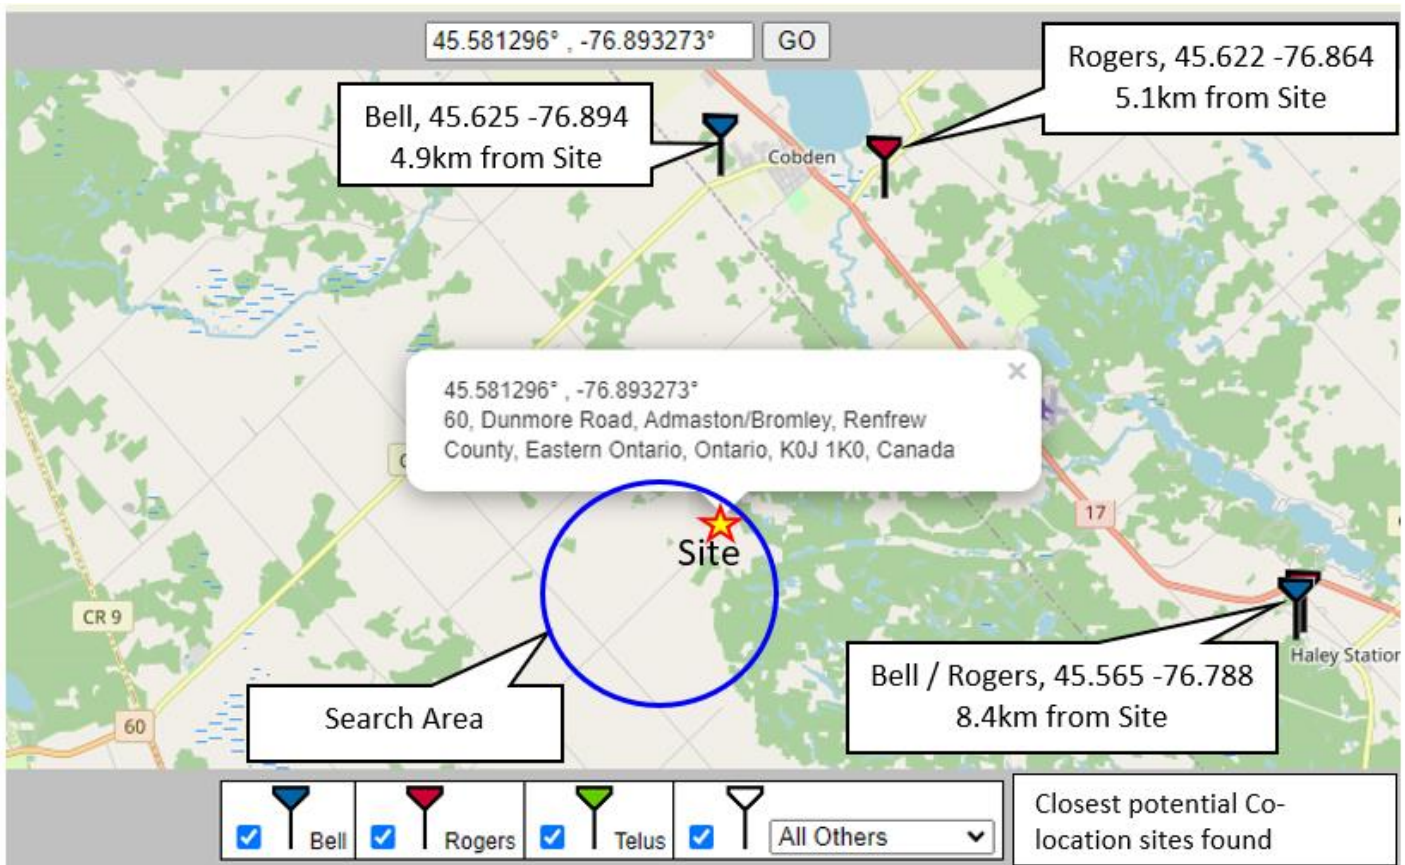 45.581296° , -76.893273°
GO
Rogers, 45.622 -76.864
5.1km from Site
Bell, 45.625 -76.894
4.9km from Site
Cobden
45.581296° , -76.893273°
×
60, Dunmore Road, Admaston/Bromley, Renfrew
County, Eastern Ontario, Ontario, K0J 1K0, Canada
17
Site
CR 9
Haley Station
Bell / Rogers, 45.565 -76.788
8.4km from Site
Search Area
60
Bell
Rogers
Telus
All Others
Closest potential Co-
location sites found